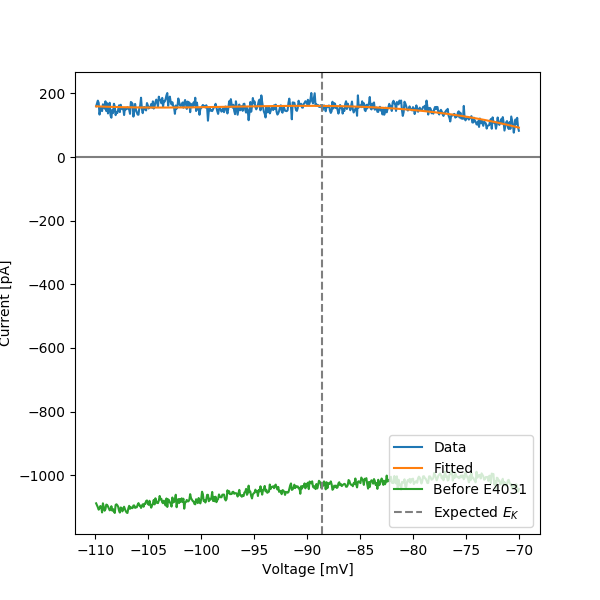 200
0
−200
−400
−600
−800
−1000
Current [pA]
−110
−105
−100
−95
−90
−85
−80
−75
−70
Voltage [mV]
Data
Fitted
Before E4031
Expected E_K